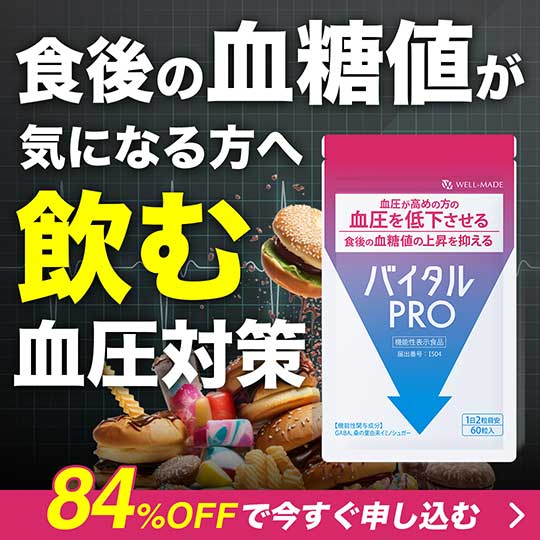 食後の血糖値が
気になる方へ
飲む
血圧対策
WELL-MADE
血圧が高めの方の
血圧を低下させる
食後の血糖値の上昇を抑える
バイタル
PRO
機能性表示食品
届出番号：I504
【機能性関与成分】
GABA、桑の葉由来イミノシュガー
1日2粒目安
60粒入
84%OFFで今すぐ申し込む